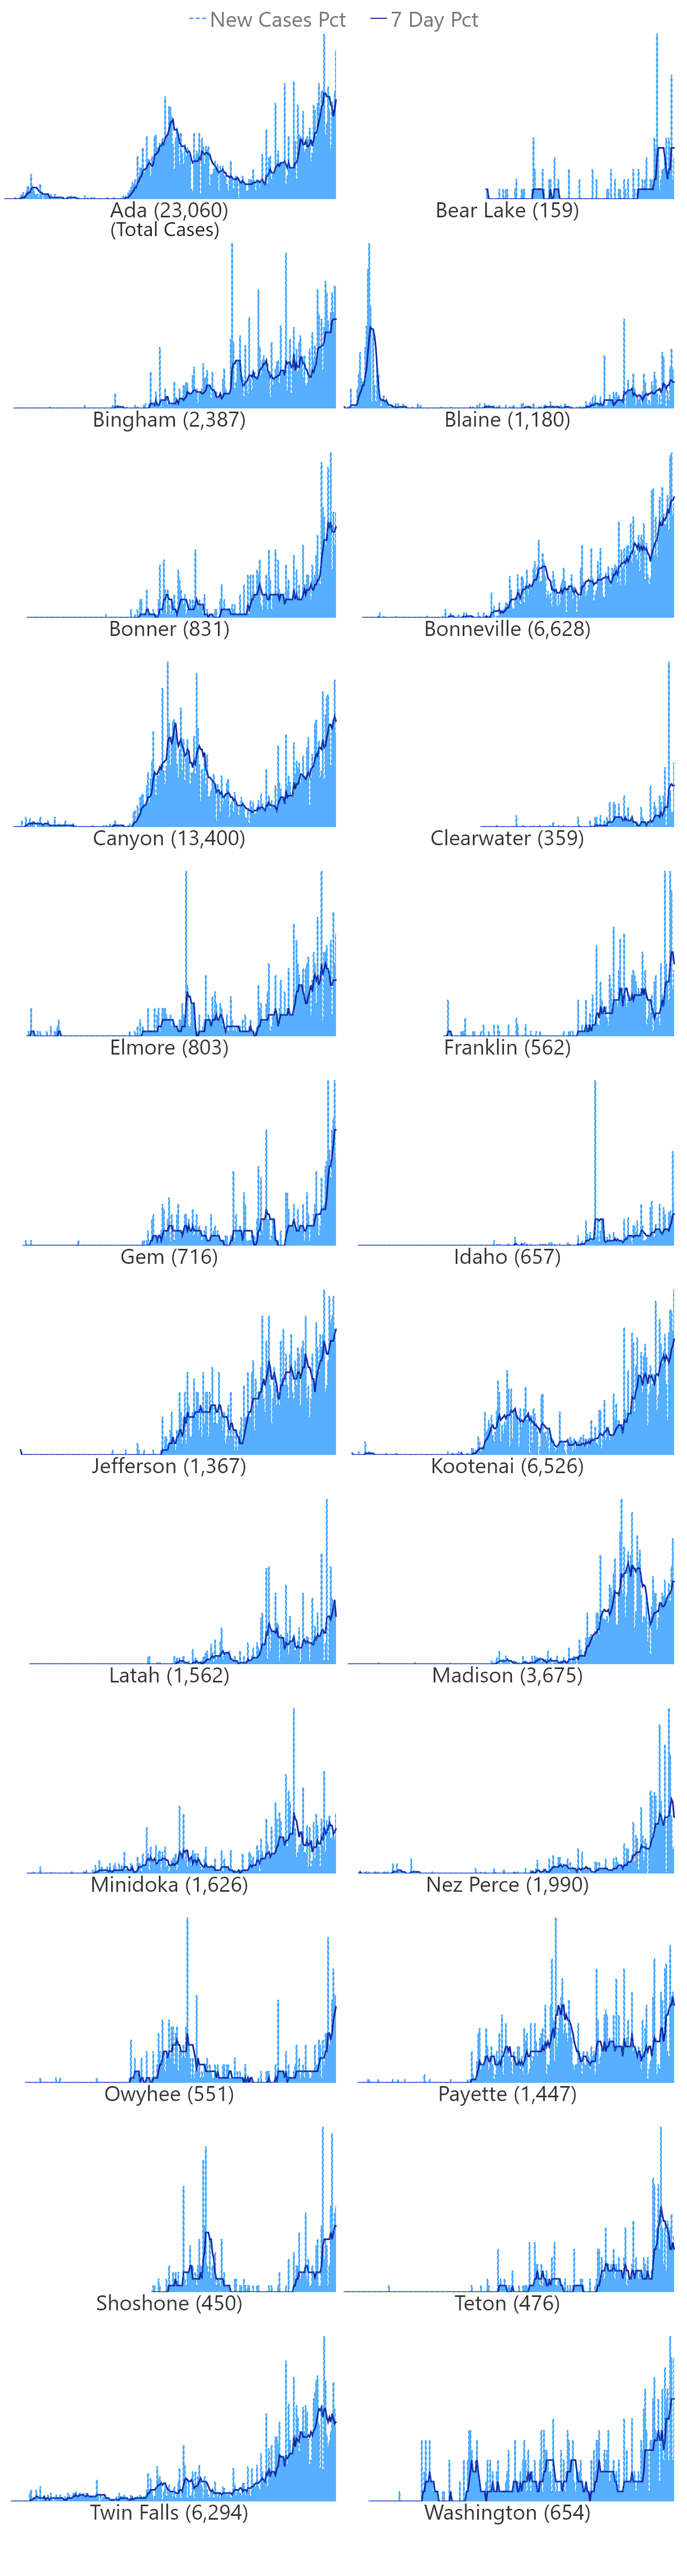 New Cases Pct 7 Day Pct
Ada (23,060)
(Total Cases)
Bear Lake (159)
Bingham (2,387)
Blaine (1,180)
Bonner (831)
Bonneville (6,628)
Canyon (13,400)
Clearwater (359)
Elmore (803)
Franklin (562)
Gem (716)
Idaho (657)
Jefferson (1,367)
Kootenai (6,526)
Latah (1,562)
Madison (3,675)
Minidoka (1,626)
Nez Perce (1,990)
Owyhee (551)
Payette (1,447)
Shoshone (450)
Teton (476)
Twin Falls (6,294)
Washington (654)